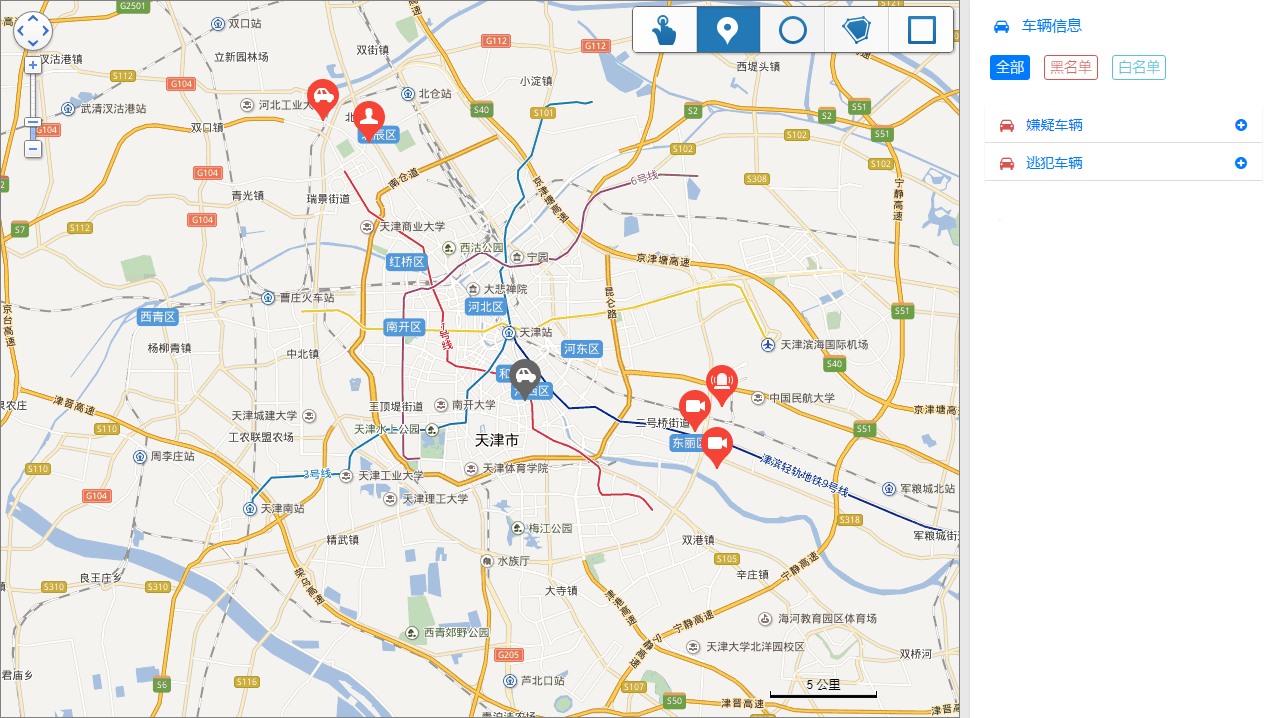 G2501
双口站
G112
G112
双街镇
立新园林场
车辆信息
汊沽港镇
S112
G104
小淀镇
西堤头镇
全部
黑名单
白名单
武清汊沽港站
河北工业大
北仓站
S40
S101
S2
S2
S51
G104
双口镇
S102
S51
嫌疑车辆
S102
S102
逃犯车辆
G104
南仓道
6号线
S308
青光镇
瑞景街道
京津塘高速
宁静高速
G104
S7
S112
天津商业大学
西沽公园
宁园
红桥区
京津塘高速
大悲禅院
曹庄火车站
河北区
昆仑路
京台高速
西青区
南开区
1号线
天津站
S51
杨柳青镇
中北镇
河东区
天津滨海国际机场
S40
津晋高速
王顶堤街道
南开大学
中国民航大学
京津塘高速
天津城建大学
工农联盟农场
天津水上公园
二号桥街道
S110
S51
天津市
东丽区
周李庄站
S110
天津体育学院
3号线
天津工业大学
津滨轻轨地铁9号线
G104
天津理工大学
军粮城北站
天津南站
梅江公园
S318
精武镇
双港镇
军粮城街
水族厅
S105
良王庄乡
辛庄镇
宁静高速
S310
S310
大寺镇
宁静高速
海河教育园区体育场
西青郊野公园
天津大学北洋园校区
G205
双桥河
君庙乡
S6
S116
芦北口站
S107
5 公里
S50
津晋高速